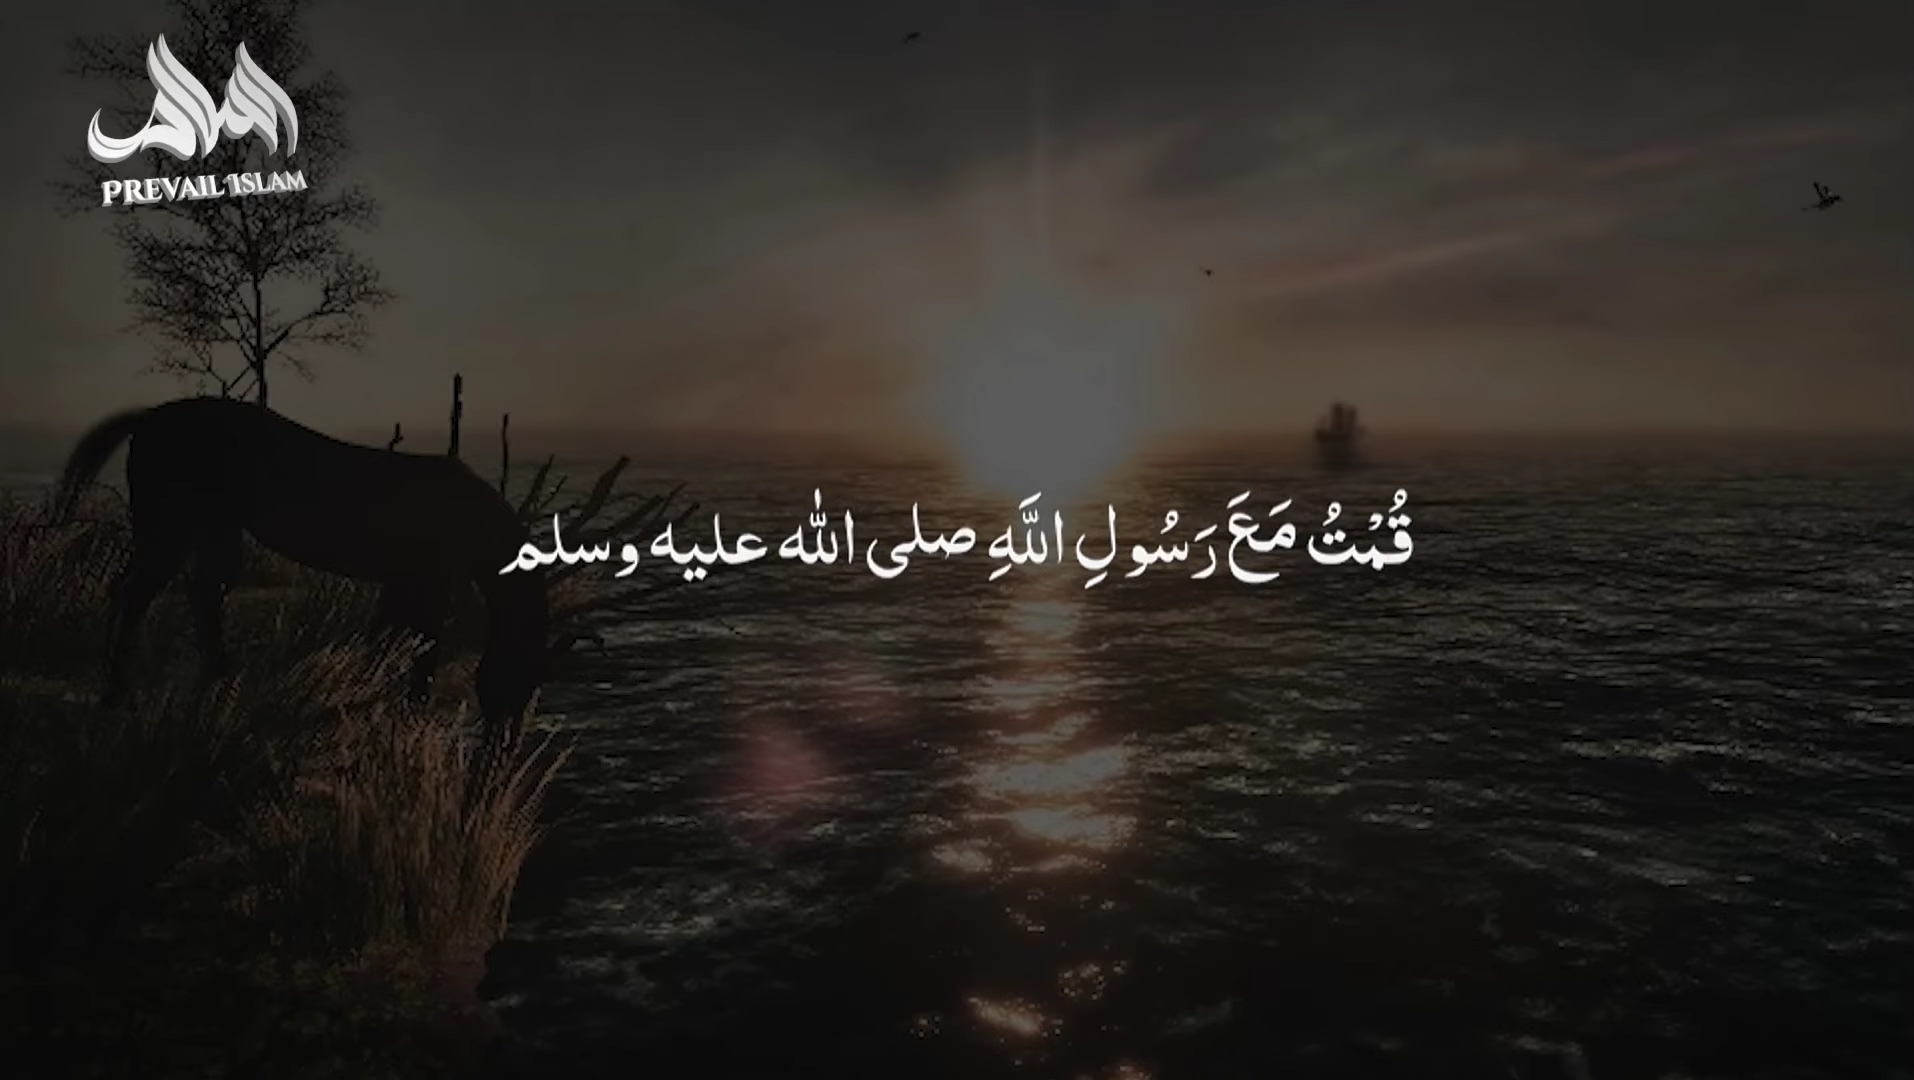 PREVAIL ISLAM
قُمْتُ مَعَ رَسُولِ اللَّهِ صلى الله عليه وسلم